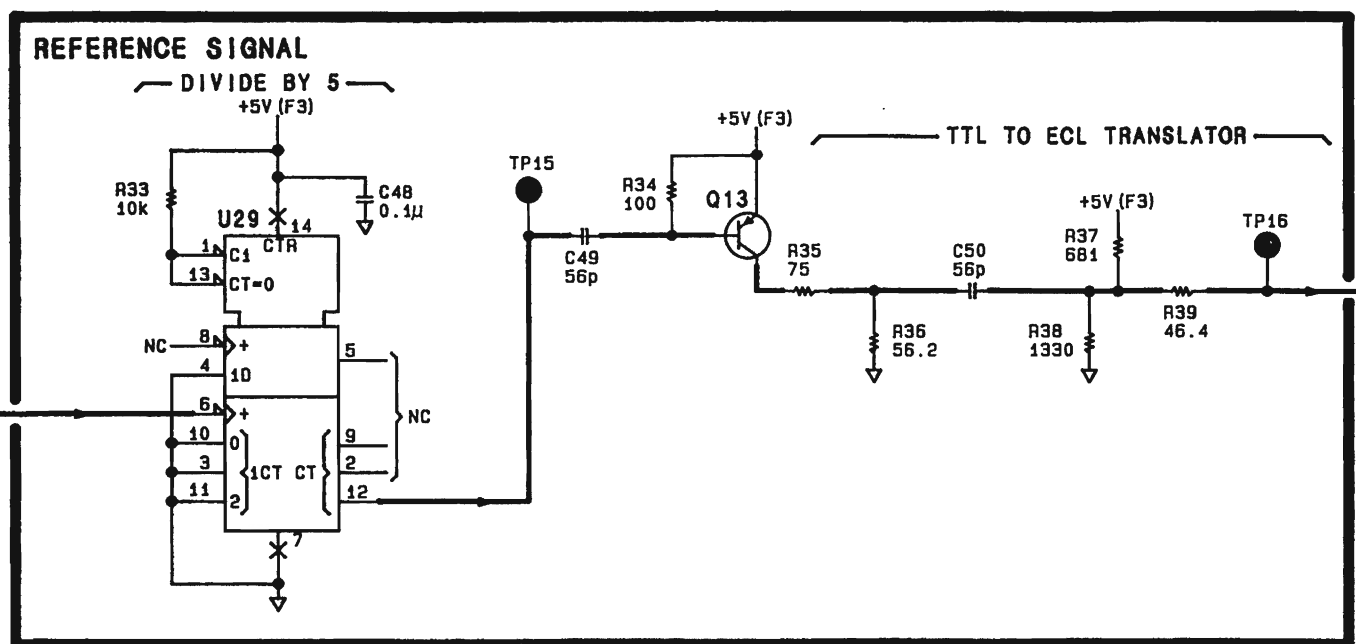 REFERENCE SIGNAL
DIVIDE BY 5
+5V (F3)
R33
10k
C48
0.1µ
U29
14
CTR
1
C1
13
CT=0
NC
8
+
4
1D
6
+
10
0
3
1CT
CT
11
2
5
9
2
12
NC
7
TP15
C49
56p
+5V (F3)
R34
100
Q13
TTL TO ECL TRANSLATOR
R35
75
R36
56.2
C50
56p
+5V (F3)
R37
681
R38
1330
R39
46.4
TP16